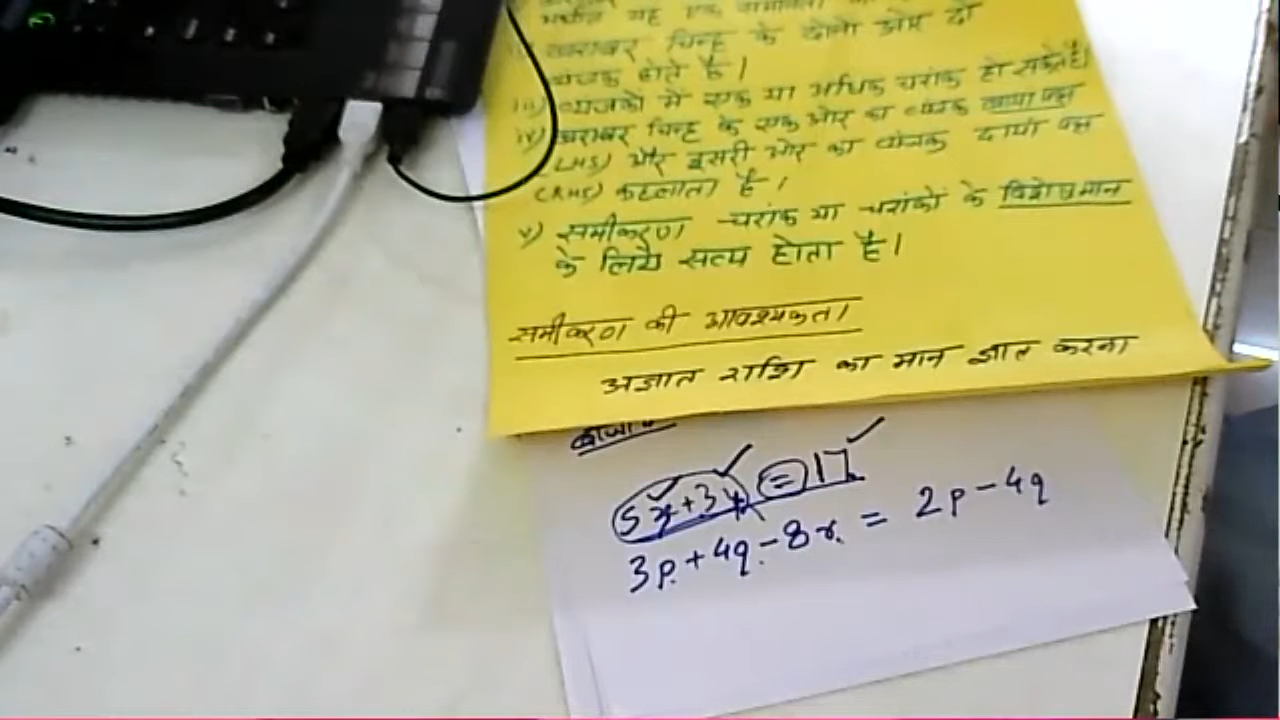 बराबर चिन्ह के दोनो ओर दो
व्यंजक होते है।
iii) व्यंजको मे एक या अधिक चरांक हो सकते है।
iv) बराबर चिन्ह के एक ओर का व्यंजक बायां पक्ष
(LHS) और दूसरी ओर का व्यंजक दायां पक्ष
(RHS) कहलाता है।
v) समीकरण चरांक या चरांकों के विशेष मान
के लिये सत्य होता है।
समीकरण की आवश्यकता
अज्ञात राशि का मान ज्ञात करना
5x+3y = 17
3p+4q-8r = 2p-4q